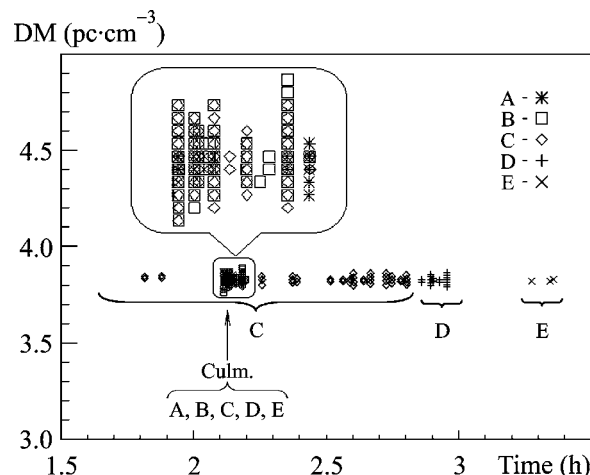 DM (pc·cm⁻³)
A - ✳
B - □
C - ◇
D - +
E - ×
4.5
4.0
3.5
3.0
C
D
E
Culm.
A, B, C, D, E
1.5
2
2.5
3
Time (h)